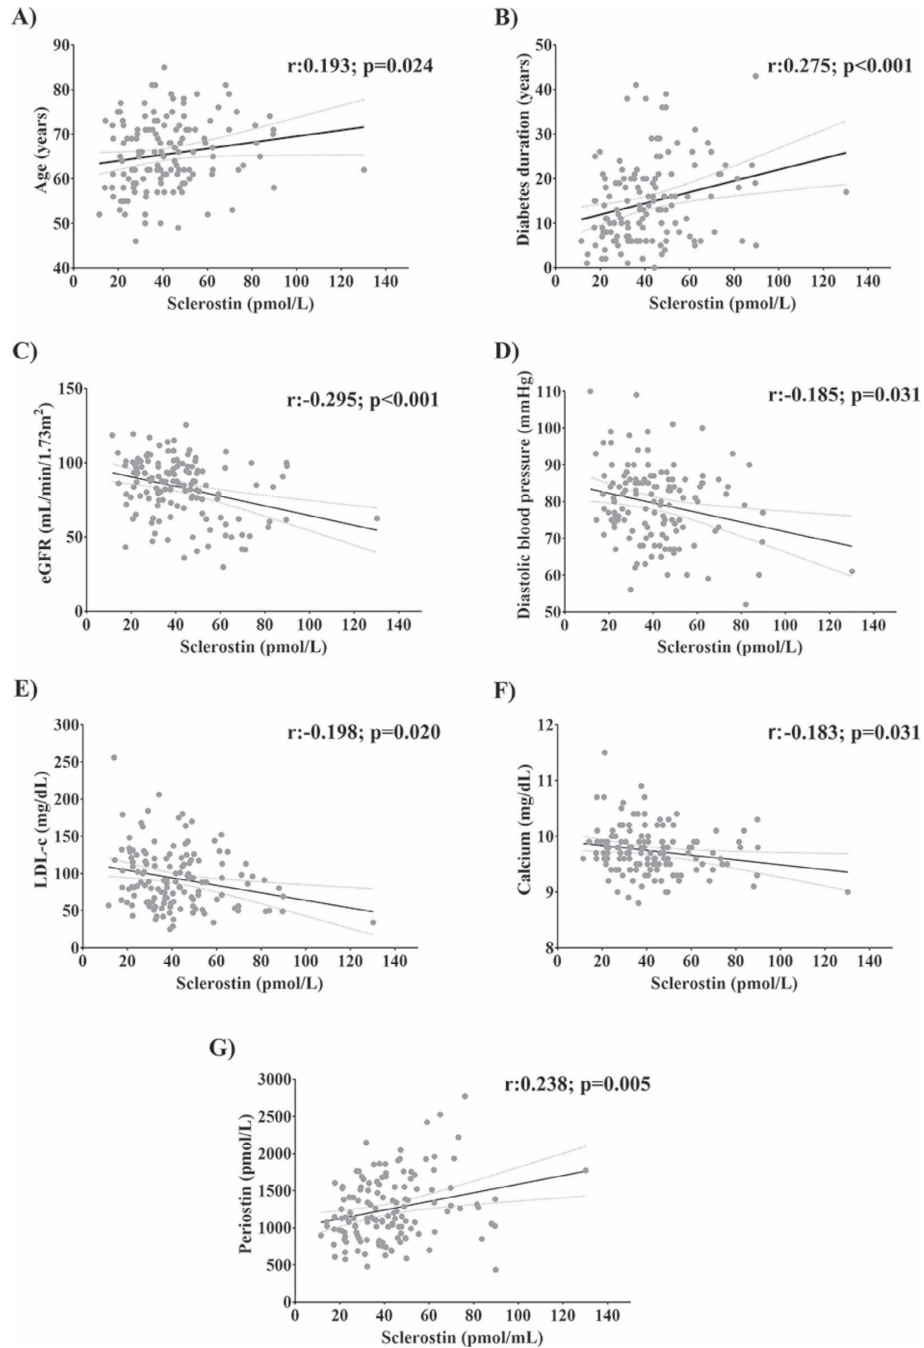 A)
r:0.193; p=0.024
Age (years)
90
80
70
60
50
40
0 20 40 60 80 100 120 140
Sclerostin (pmol/L)
B)
r:0.275; p<0.001
Diabetes duration (years)
50
40
30
20
10
0
0 20 40 60 80 100 120 140
Sclerostin (pmol/L)
C)
r:-0.295; p<0.001
eGFR (mL/min/1.73m²)
150
100
50
0
0 20 40 60 80 100 120 140
Sclerostin (pmol/L)
D)
r:-0.185; p=0.031
Diastolic blood pressure (mmHg)
110
100
90
80
70
60
50
0 20 40 60 80 100 120 140
Sclerostin (pmol/L)
E)
r:-0.198; p=0.020
LDL-c (mg/dL)
300
250
200
150
100
50
0
0 20 40 60 80 100 120 140
Sclerostin (pmol/L)
F)
r:-0.183; p=0.031
Calcium (mg/dL)
12
11
10
9
8
0 20 40 60 80 100 120 140
Sclerostin (pmol/L)
G)
r:0.238; p=0.005
Periostin (pmol/L)
3000
2500
2000
1500
1000
500
0
0 20 40 60 80 100 120 140
Sclerostin (pmol/mL)